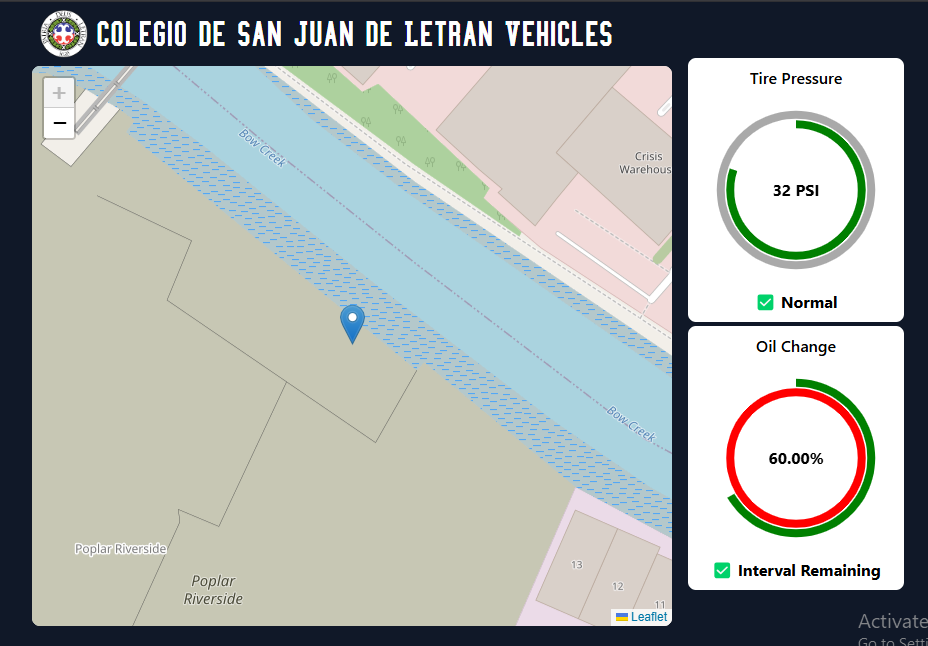 COLEGIO DE SAN JUAN DE LETRAN VEHICLES
+
−
Bow Creek
Crisis
Warehous
Bow Creek
Poplar Riverside
Poplar
Riverside
13
12
11
Leaflet
Tire Pressure
32 PSI
Normal
Oil Change
60.00%
Interval Remaining
Activate
Go to Setti